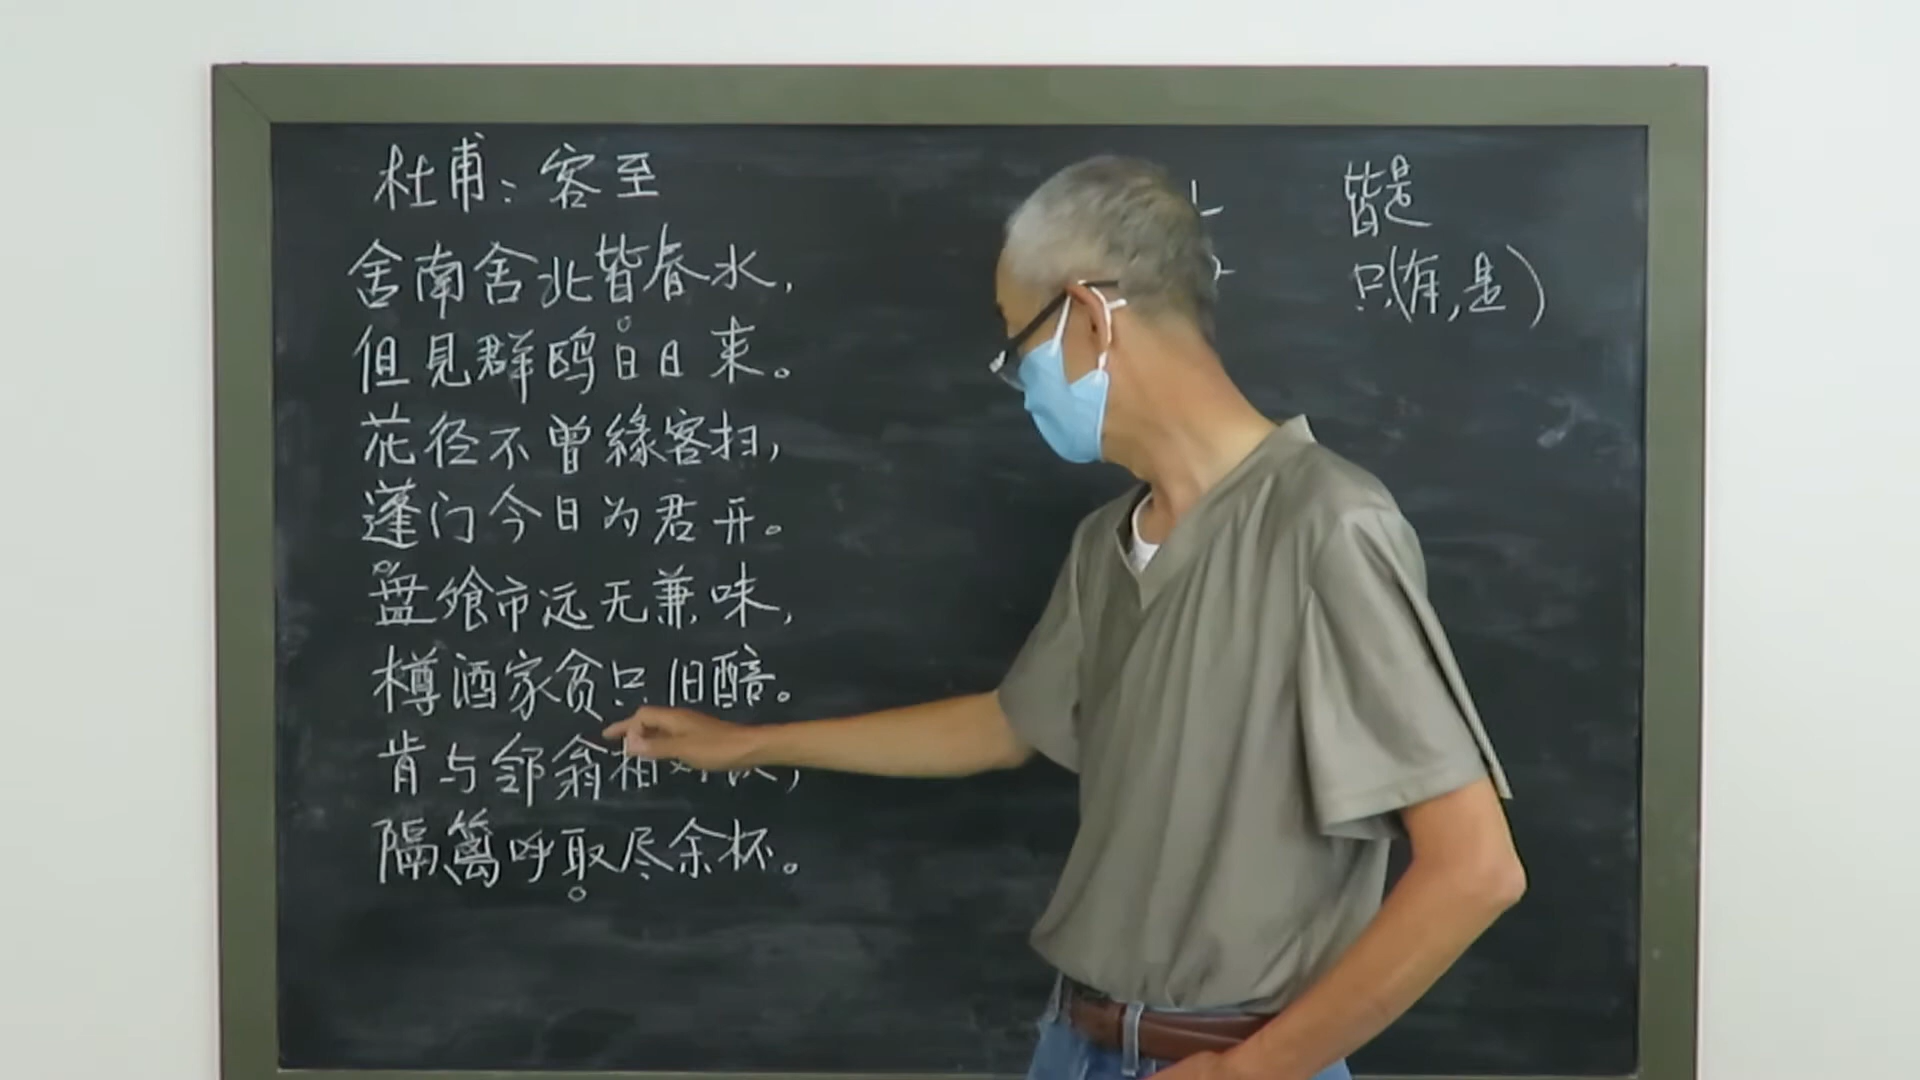 杜甫：客至
舍南舍北皆春水，
但见群鸥日日来。
花径不曾緣客扫，
蓬门今日为君开。
盘飧市远无兼味，
樽酒家贫只旧醅。
肯与邻翁相
隔篱呼取尽余杯。
皆是
只(有，是)